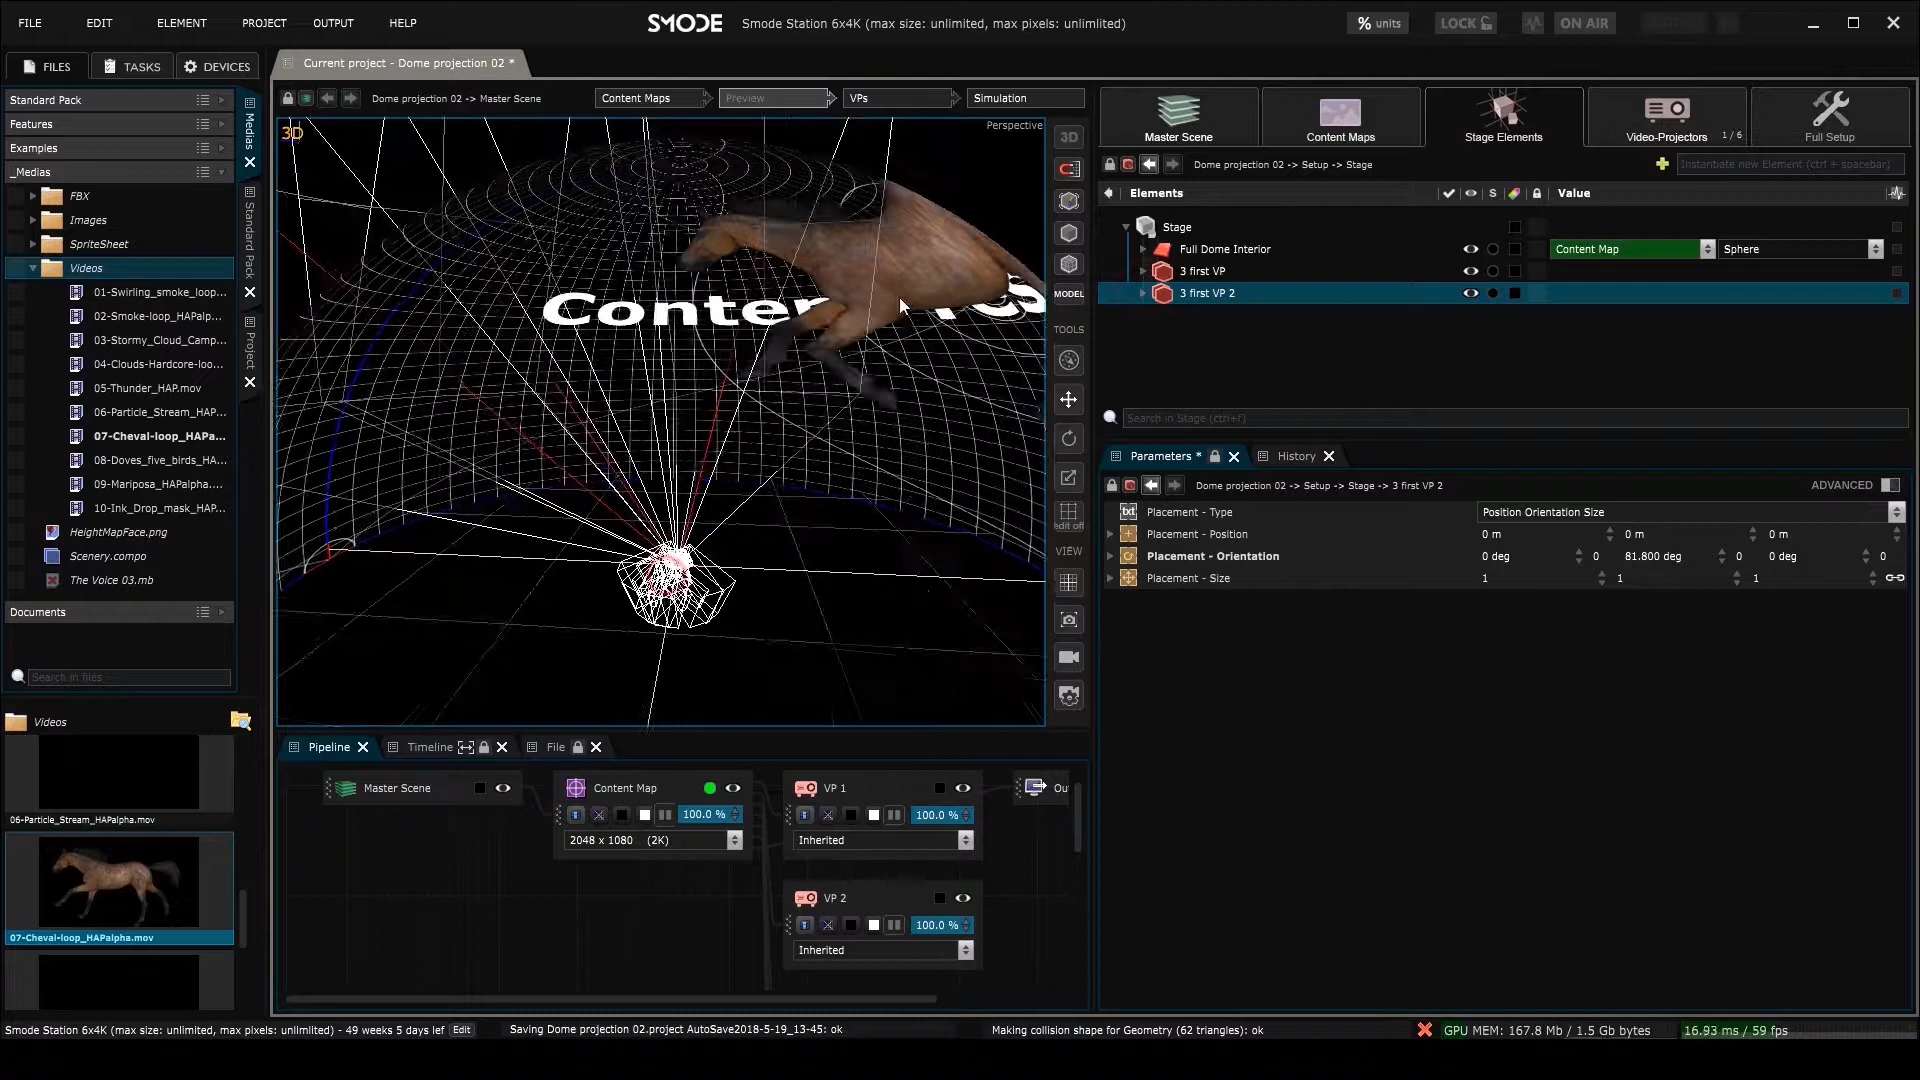 FILE EDIT ELEMENT PROJECT OUTPUT HELP
SMODE Smode Station 6x4K (max size: unlimited, max pixels: unlimlited)
% units LOCK ON AIR
FILES TASKS DEVICES
Current project - Dome projection 02 *
Standard Pack
Features
Examples
_Medias
FBX
Images
SpriteSheet
Videos
01-Swirling_smoke_loop...
02-Smoke-loop_HAPalp...
03-Stormy_Cloud_Camp...
04-Clouds-Hardcore-loo...
05-Thunder_HAP.mov
06-Particle_Stream_HAP...
07-Cheval-loop_HAPa...
08-Doves_five_birds_HA...
09-Mariposa_HAPalpha....
10-Ink_Drop_mask_HAP...
HeightMapFace.png
Scenery.compo
The Voice 03.mb
Documents
Search in files
Medias
Standard Pack
Project
Videos
06-Particle_Stream_HAPalpha.mov
07-Cheval-loop_HAPalpha.mov
Dome projection 02 -> Master Scene
Content Maps Preview VPs Simulation
3D
Perspective
Conte
3D
MODEL
TOOLS
edit off
VIEW
Pipeline Timeline File
Master Scene
Content Map
100.0 %
2048 x 1080 (2K)
VP 1
100.0 %
Inherited
VP 2
100.0 %
Inherited
Ou
Master Scene Content Maps Stage Elements Video-Projectors 1 / 6 Full Setup
Dome projection 02 -> Setup -> Stage
Instantiate new Element (ctrl + spacebar)
Elements S Value
Stage
Full Dome Interior Content Map Sphere
3 first VP
3 first VP 2
Search in Stage (ctrl+f)
Parameters * History
Dome projection 02 -> Setup -> Stage -> 3 first VP 2 ADVANCED
txt Placement - Type Position Orientation Size
Placement - Position 0 m 0 m 0 m
Placement - Orientation 0 deg 0 81.800 deg 0 0 deg 0
Placement - Size 1 1 1
Smode Station 6x4K (max size: unlimited, max pixels: unlimlited) - 49 weeks 5 days lef Edit
Saving Dome projection 02.project AutoSave2018-5-19_13-45: ok
Making collision shape for Geometry (62 triangles): ok
GPU MEM: 167.8 Mb / 1.5 Gb bytes
16.93 ms / 59 fps